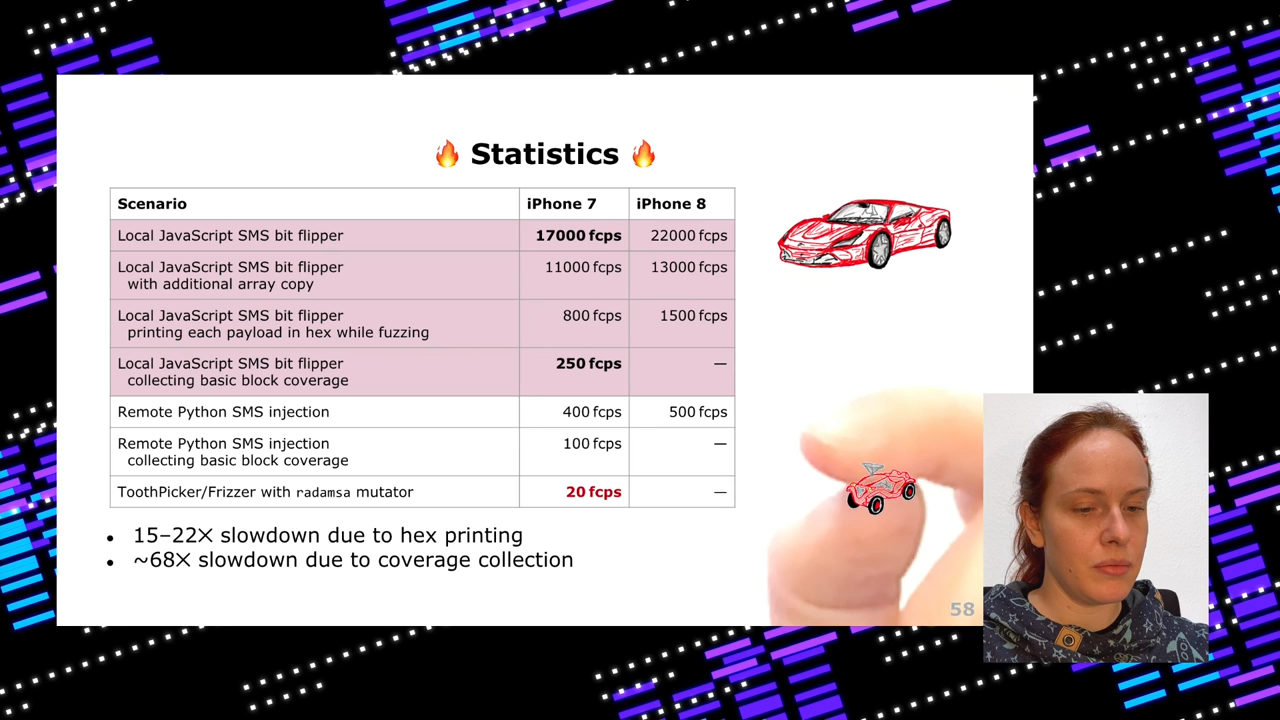 🔥 Statistics 🔥
Scenario iPhone 7 iPhone 8
Local JavaScript SMS bit flipper 17000 fcps 22000 fcps
Local JavaScript SMS bit flipper 11000 fcps 13000 fcps
with additional array copy
Local JavaScript SMS bit flipper 800 fcps 1500 fcps
printing each payload in hex while fuzzing
Local JavaScript SMS bit flipper 250 fcps —
collecting basic block coverage
Remote Python SMS injection 400 fcps 500 fcps
Remote Python SMS injection 100 fcps —
collecting basic block coverage
ToothPicker/Frizzer with radamsa mutator 20 fcps —
• 15–22× slowdown due to hex printing
• ~68× slowdown due to coverage collection
58